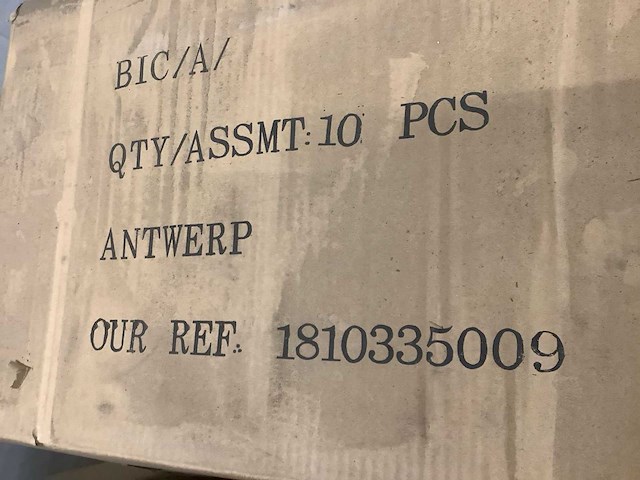 BIC/A/
QTY/ASSMT: 10 PCS
ANTWERP
OUR REF.: 1810335009